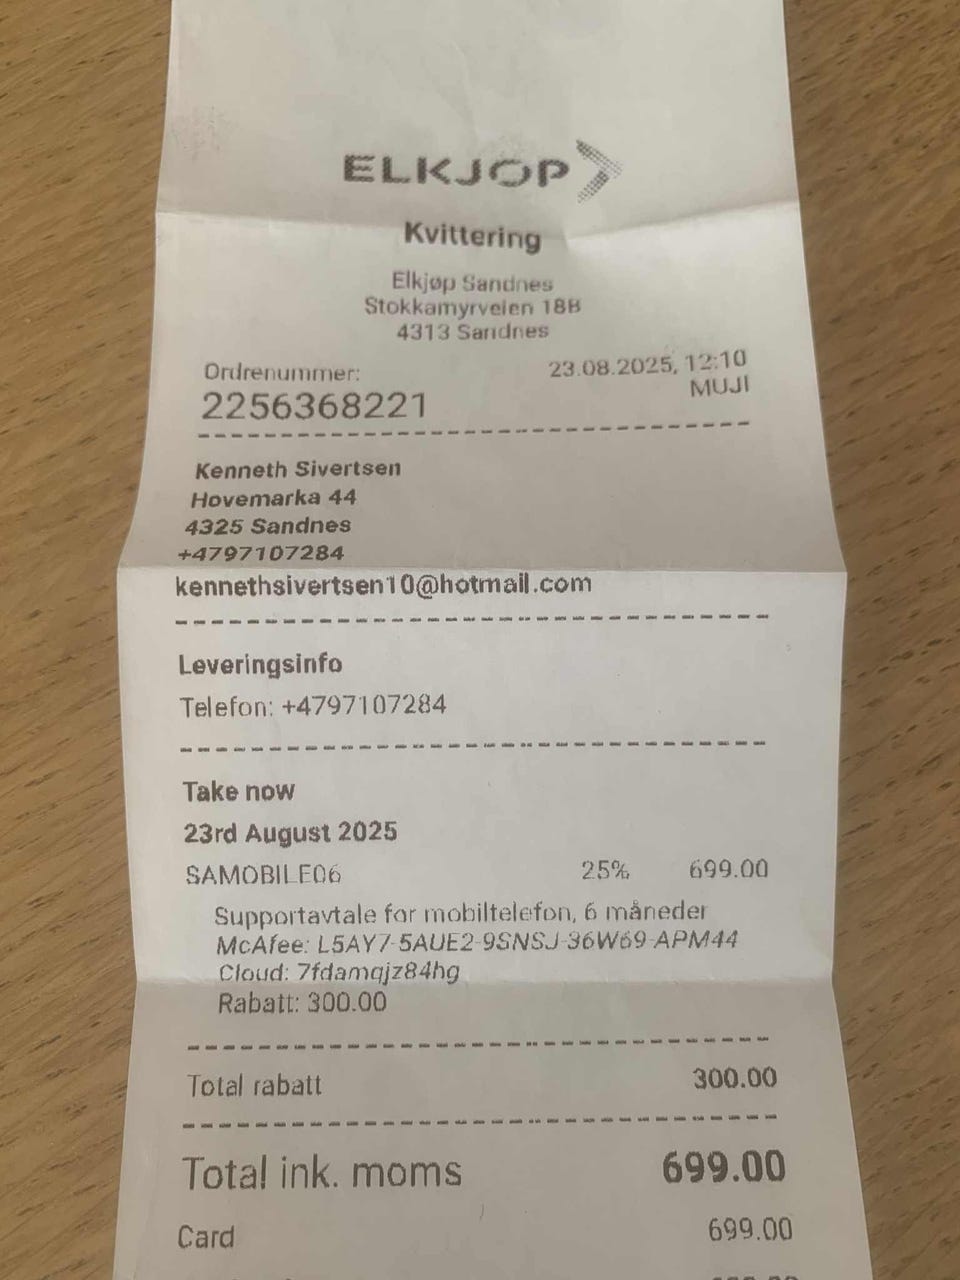 ELKJØP
Kvittering
Elkjøp Sandnes
Stokkamyrveien 18B
4313 Sandnes
Ordrenummer: 23.08.2025, 12:10
2256368221 MUJI
Kenneth Sivertsen
Hovemarka 44
4325 Sandnes
+4797107284
kennethsivertsen10@hotmail.com
Leveringsinfo
Telefon: +4797107284
Take now
23rd August 2025
SAMOBILE06 25% 699.00
Supportavtale for mobiltelefon, 6 måneder
McAfee: L5AY7-5AUE2-9SNSJ-36W69-APM44
Cloud: 7fdamqjz84hg
Rabatt: 300.00
Total rabatt 300.00
Total ink. moms 699.00
Card 699.00